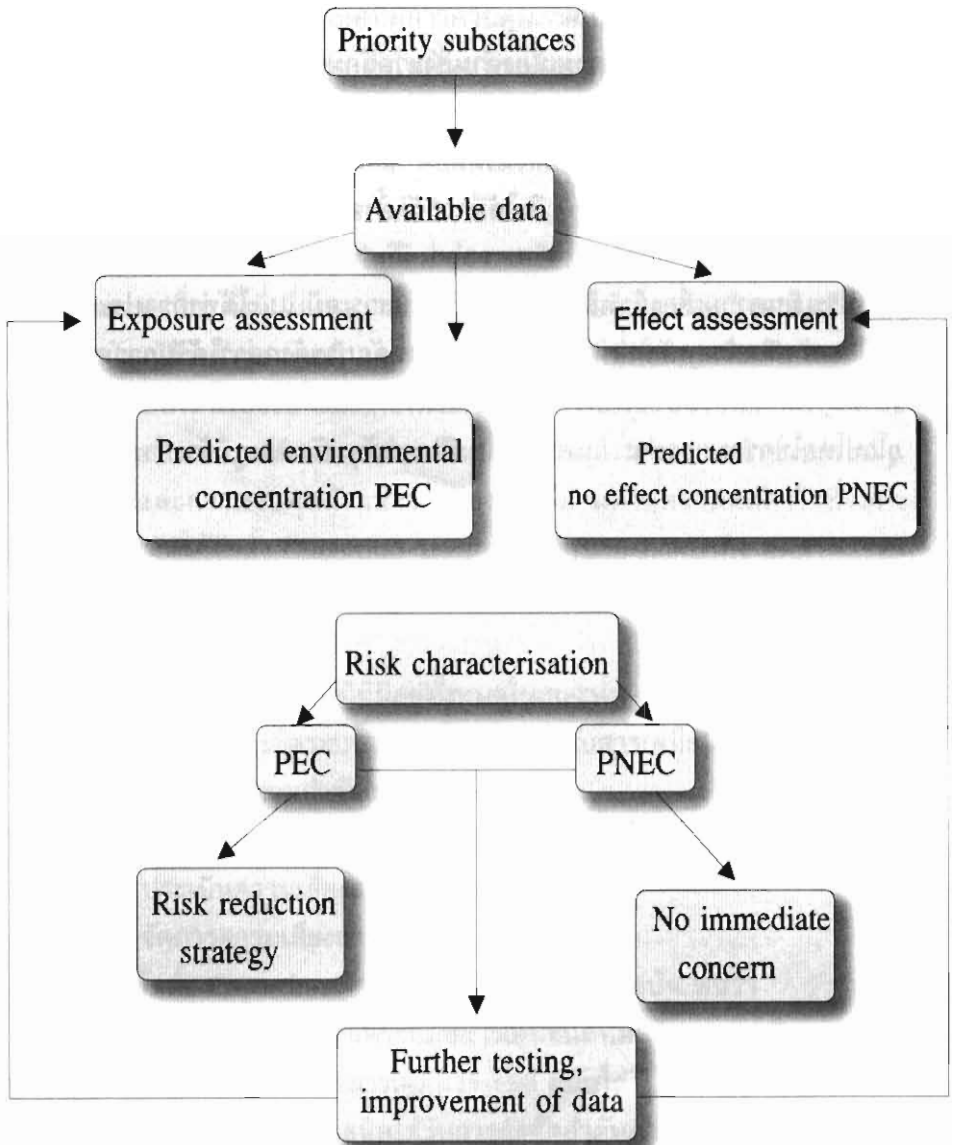 Priority substances
Available data
Exposure assessment
Effect assessment
Predicted environmental
concentration PEC
Predicted
no effect concentration PNEC
Risk characterisation
PEC
PNEC
Risk reduction
strategy
No immediate
concern
Further testing,
improvement of data